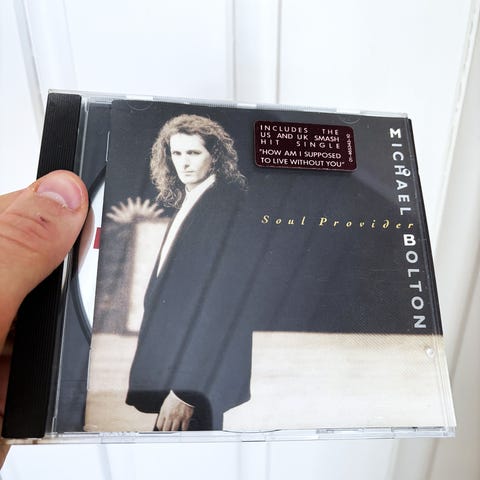 INCLUDES THE
US AND UK SMASH
HIT SINGLE
"HOW AM I SUPPOSED
TO LIVE WITHOUT YOU"
Soul Provider
MICHAEL BOLTON